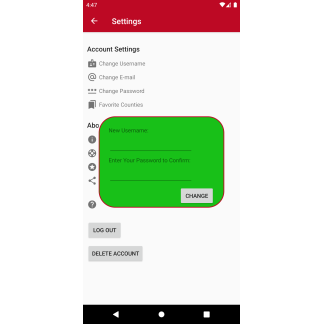 4:47
Settings
Account Settings
Change Username
Change E-mail
Change Password
Favorite Counties
Abo
New Username:
Enter Your Password to Confirm:
CHANGE
LOG OUT
DELETE ACCOUNT